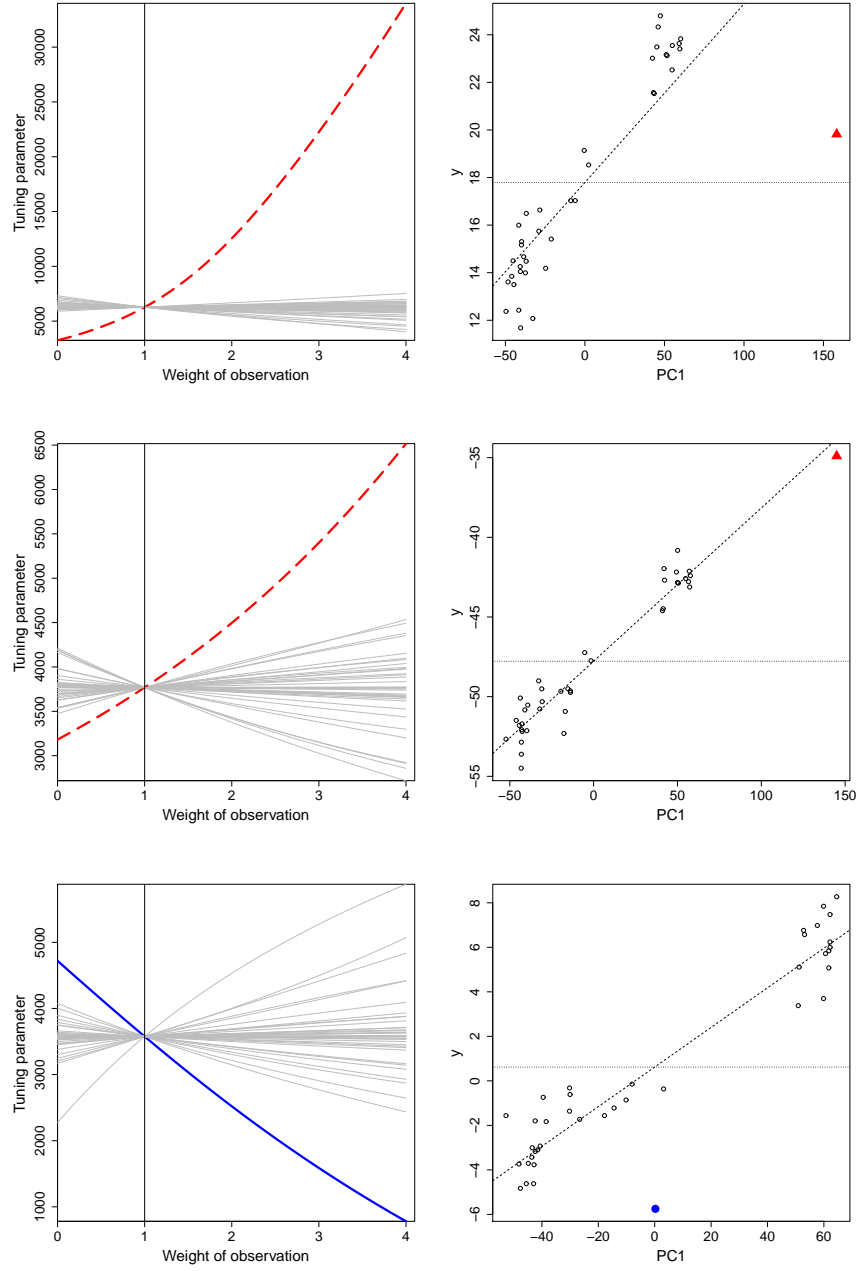 30000
25000
20000
15000
10000
5000
Tuning parameter
0 1 2 3 4
Weight of observation
24
22
20
18
16
14
12
y
−50 0 50 100 150
PC1
6500
6000
5500
5000
4500
4000
3500
3000
Tuning parameter
0 1 2 3 4
Weight of observation
−35
−40
−45
−50
−55
y
−50 0 50 100 150
PC1
5000
4000
3000
2000
1000
Tuning parameter
0 1 2 3 4
Weight of observation
8
6
4
2
0
−2
−4
−6
y
−40 −20 0 20 40 60
PC1